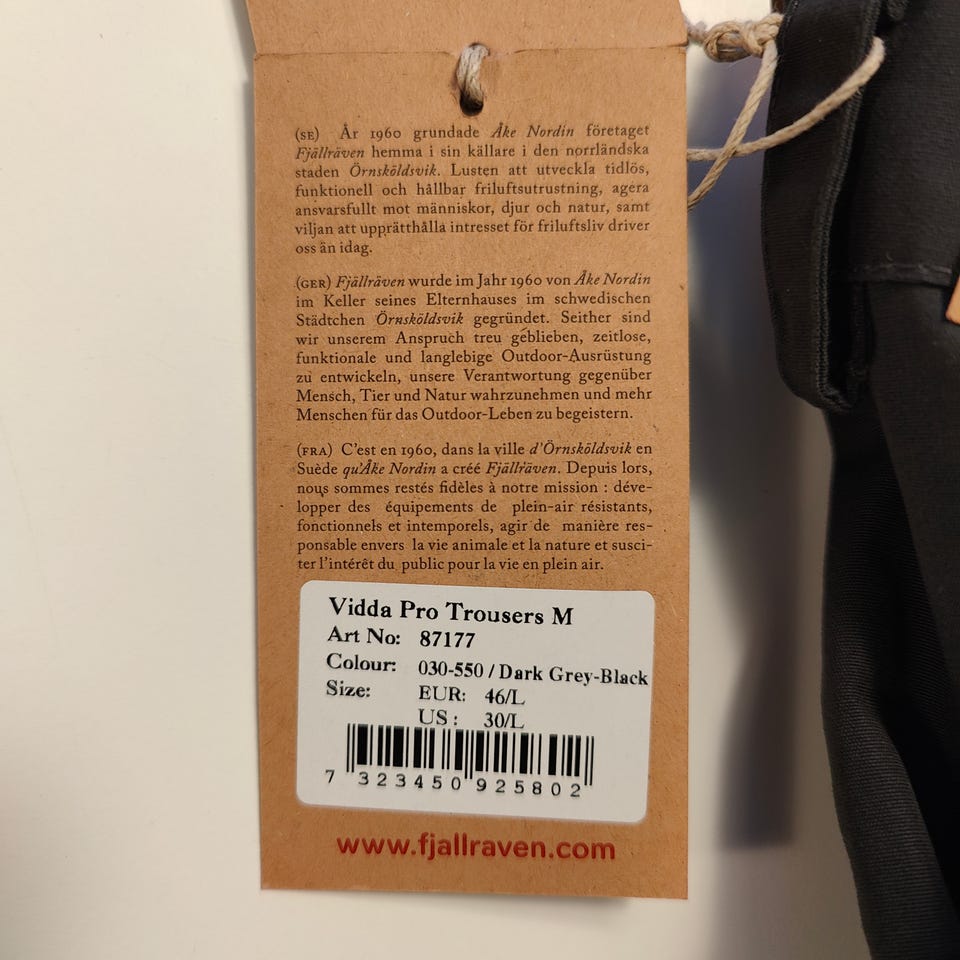 (SE) År 1960 grundade Åke Nordin företaget
Fjällräven hemma i sin källare i den norrländska
staden Örnsköldsvik. Lusten att utveckla tidlös,
funktionell och hållbar friluftsutrustning, agera
ansvarsfullt mot människor, djur och natur, samt
viljan att upprätthålla intresset för friluftsliv driver
oss än idag.
(GER) Fjällräven wurde im Jahr 1960 von Åke Nordin
im Keller seines Elternhauses im schwedischen
Städtchen Örnsköldsvik gegründet. Seither sind
wir unserem Anspruch treu geblieben, zeitlose,
funktionale und langlebige Outdoor-Ausrüstung
zu entwickeln, unsere Verantwortung gegenüber
Mensch, Tier und Natur wahrzunehmen und mehr
Menschen für das Outdoor-Leben zu begeistern.
(FRA) C'est en 1960, dans la ville d'Örnsköldsvik en
Suède qu'Åke Nordin a créé Fjällräven. Depuis lors,
nous sommes restés fidèles à notre mission : déve-
lopper des équipements de plein-air résistants,
fonctionnels et intemporels, agir de manière res-
ponsable envers la vie animale et la nature et susci-
ter l'intérêt du public pour la vie en plein air.
Vidda Pro Trousers M
Art No: 87177
Colour: 030-550 / Dark Grey-Black
Size: EUR: 46/L
US : 30/L
7 323450 925802
www.fjallraven.com